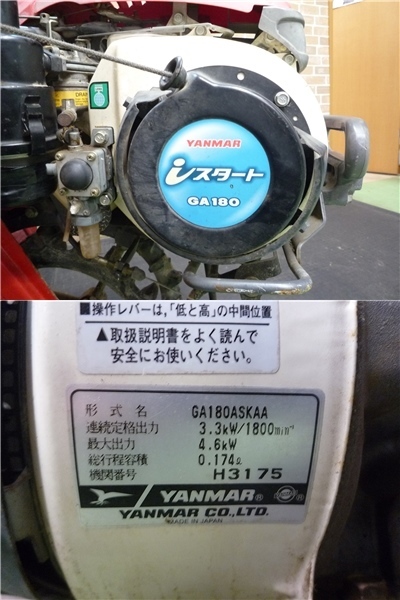 DRAI
YANMAR
iスタート
GA180
■操作レバーは、「低と高」の中間位置
▲取扱説明書をよく読んで
安全にお使いください。
形式名 GA180ASKAA
連続定格出力 3.3kW/1800min⁻¹
最大出力 4.6kW
総行程容積 0.174ℓ
機関番号 H3175
YANMAR®
YANMAR CO.,LTD.
MADE IN JAPAN